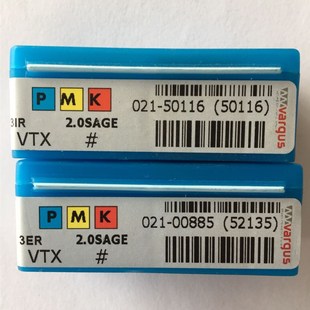 P M K
021-50116 (50116)
vargus
3IR 2.0SAGE
VTX #
P M K
021-00885 (52135)
vargus
3ER 2.0SAGE
VTX #